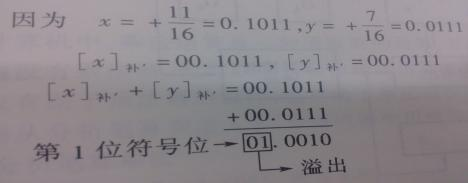 因为 x = + 11/16 = 0. 1011 , y = + 7/16 = 0. 0111
[ x ]补′ = 00. 1011 , [ y ]补′ = 00. 0111
[ x ]补′ + [ y ]补′ = 00. 1011
+ 00. 0111
第 1 位符号位→01. 0010
→溢出